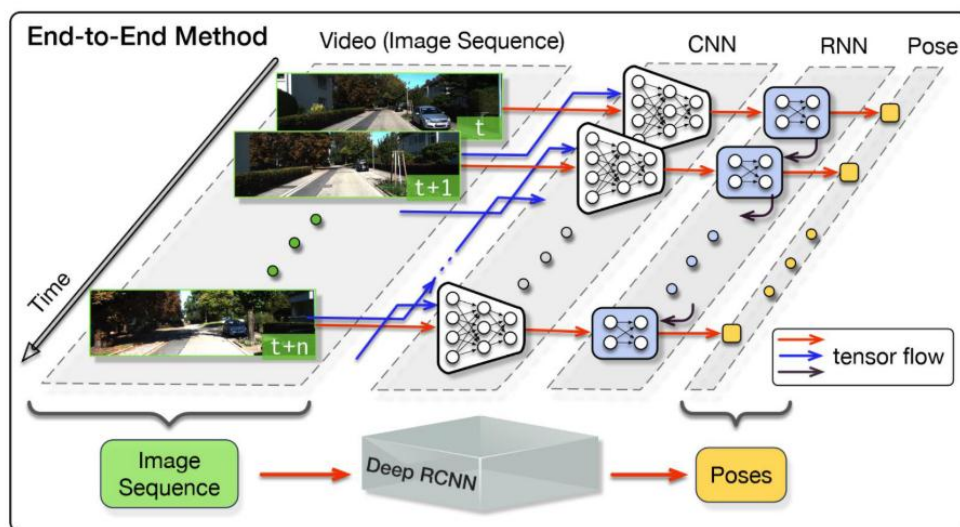 End-to-End Method
Video (Image Sequence)
CNN
RNN
Pose
t
t+1
Time
t+n
tensor flow
Image
Sequence
Deep RCNN
Poses